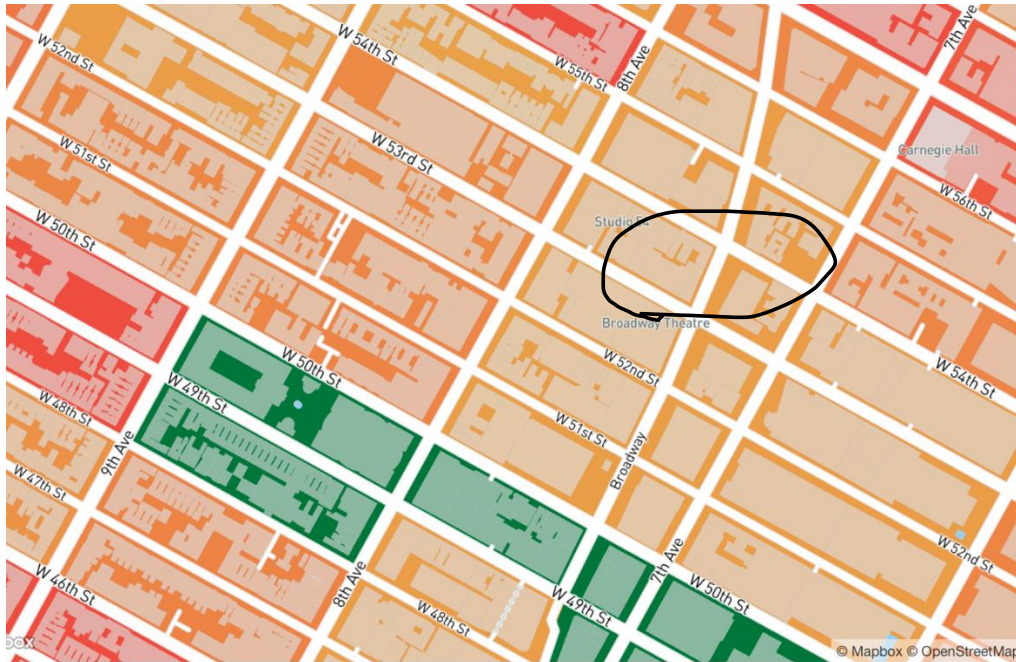 W 52nd St
W 54th St
W 55th St
8th Ave
7th Ave
W 51st St
W 53rd St
Carnegie Hall
W 56th St
W 50th St
Studio 54
Broadway Theatre
W 50th St
W 52nd St
W 54th St
W 49th St
W 48th St
W 51st St
9th Ave
Broadway
W 47th St
7th Ave
W 52nd St
8th Ave
W 50th St
W 46th St
W 48th St
W 49th St
box
© Mapbox © OpenStreetMap